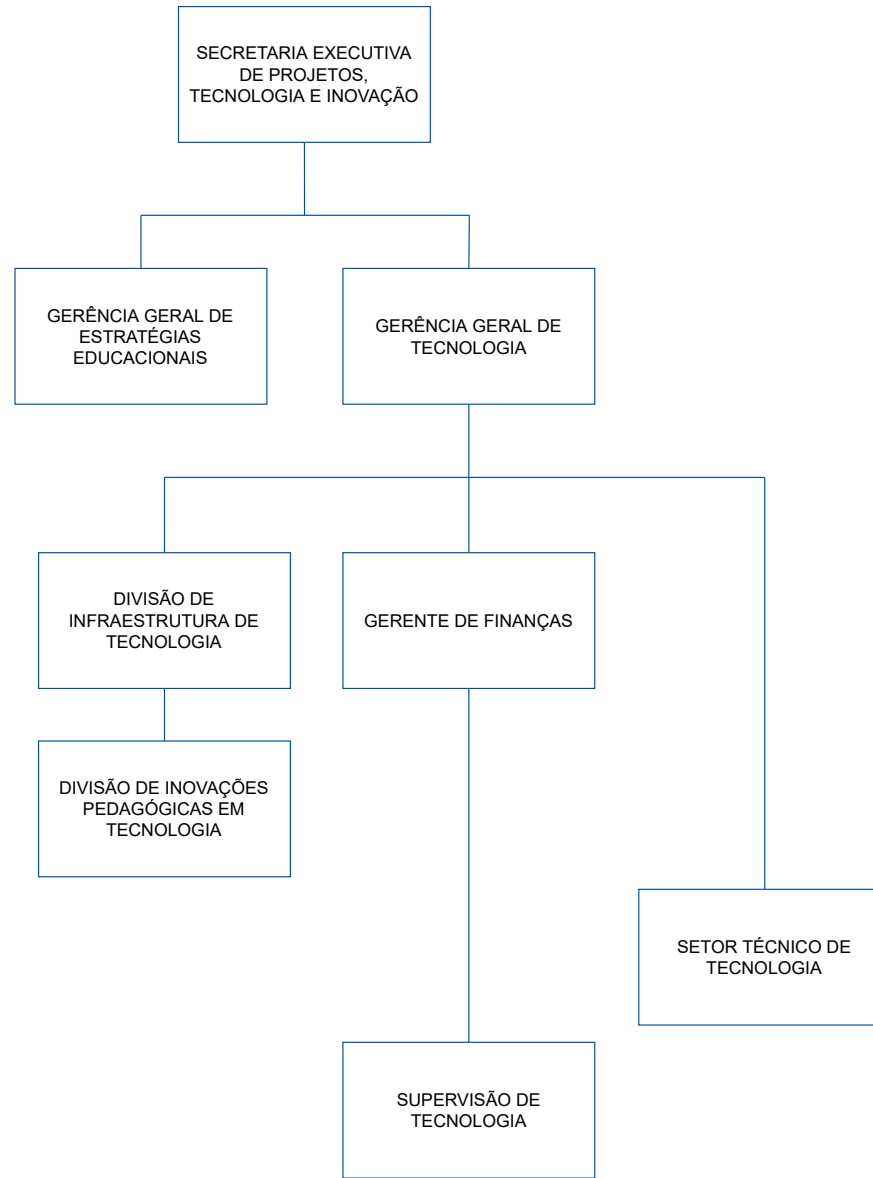 SECRETARIA EXECUTIVA
DE PROJETOS,
TECNOLOGIA E INOVAÇÃO
GERÊNCIA GERAL DE
ESTRATÉGIAS
EDUCACIONAIS
GERÊNCIA GERAL DE
TECNOLOGIA
DIVISÃO DE
INFRAESTRUTURA DE
TECNOLOGIA
GERENTE DE FINANÇAS
DIVISÃO DE INOVAÇÕES
PEDAGÓGICAS EM
TECNOLOGIA
SETOR TÉCNICO DE
TECNOLOGIA
SUPERVISÃO DE
TECNOLOGIA